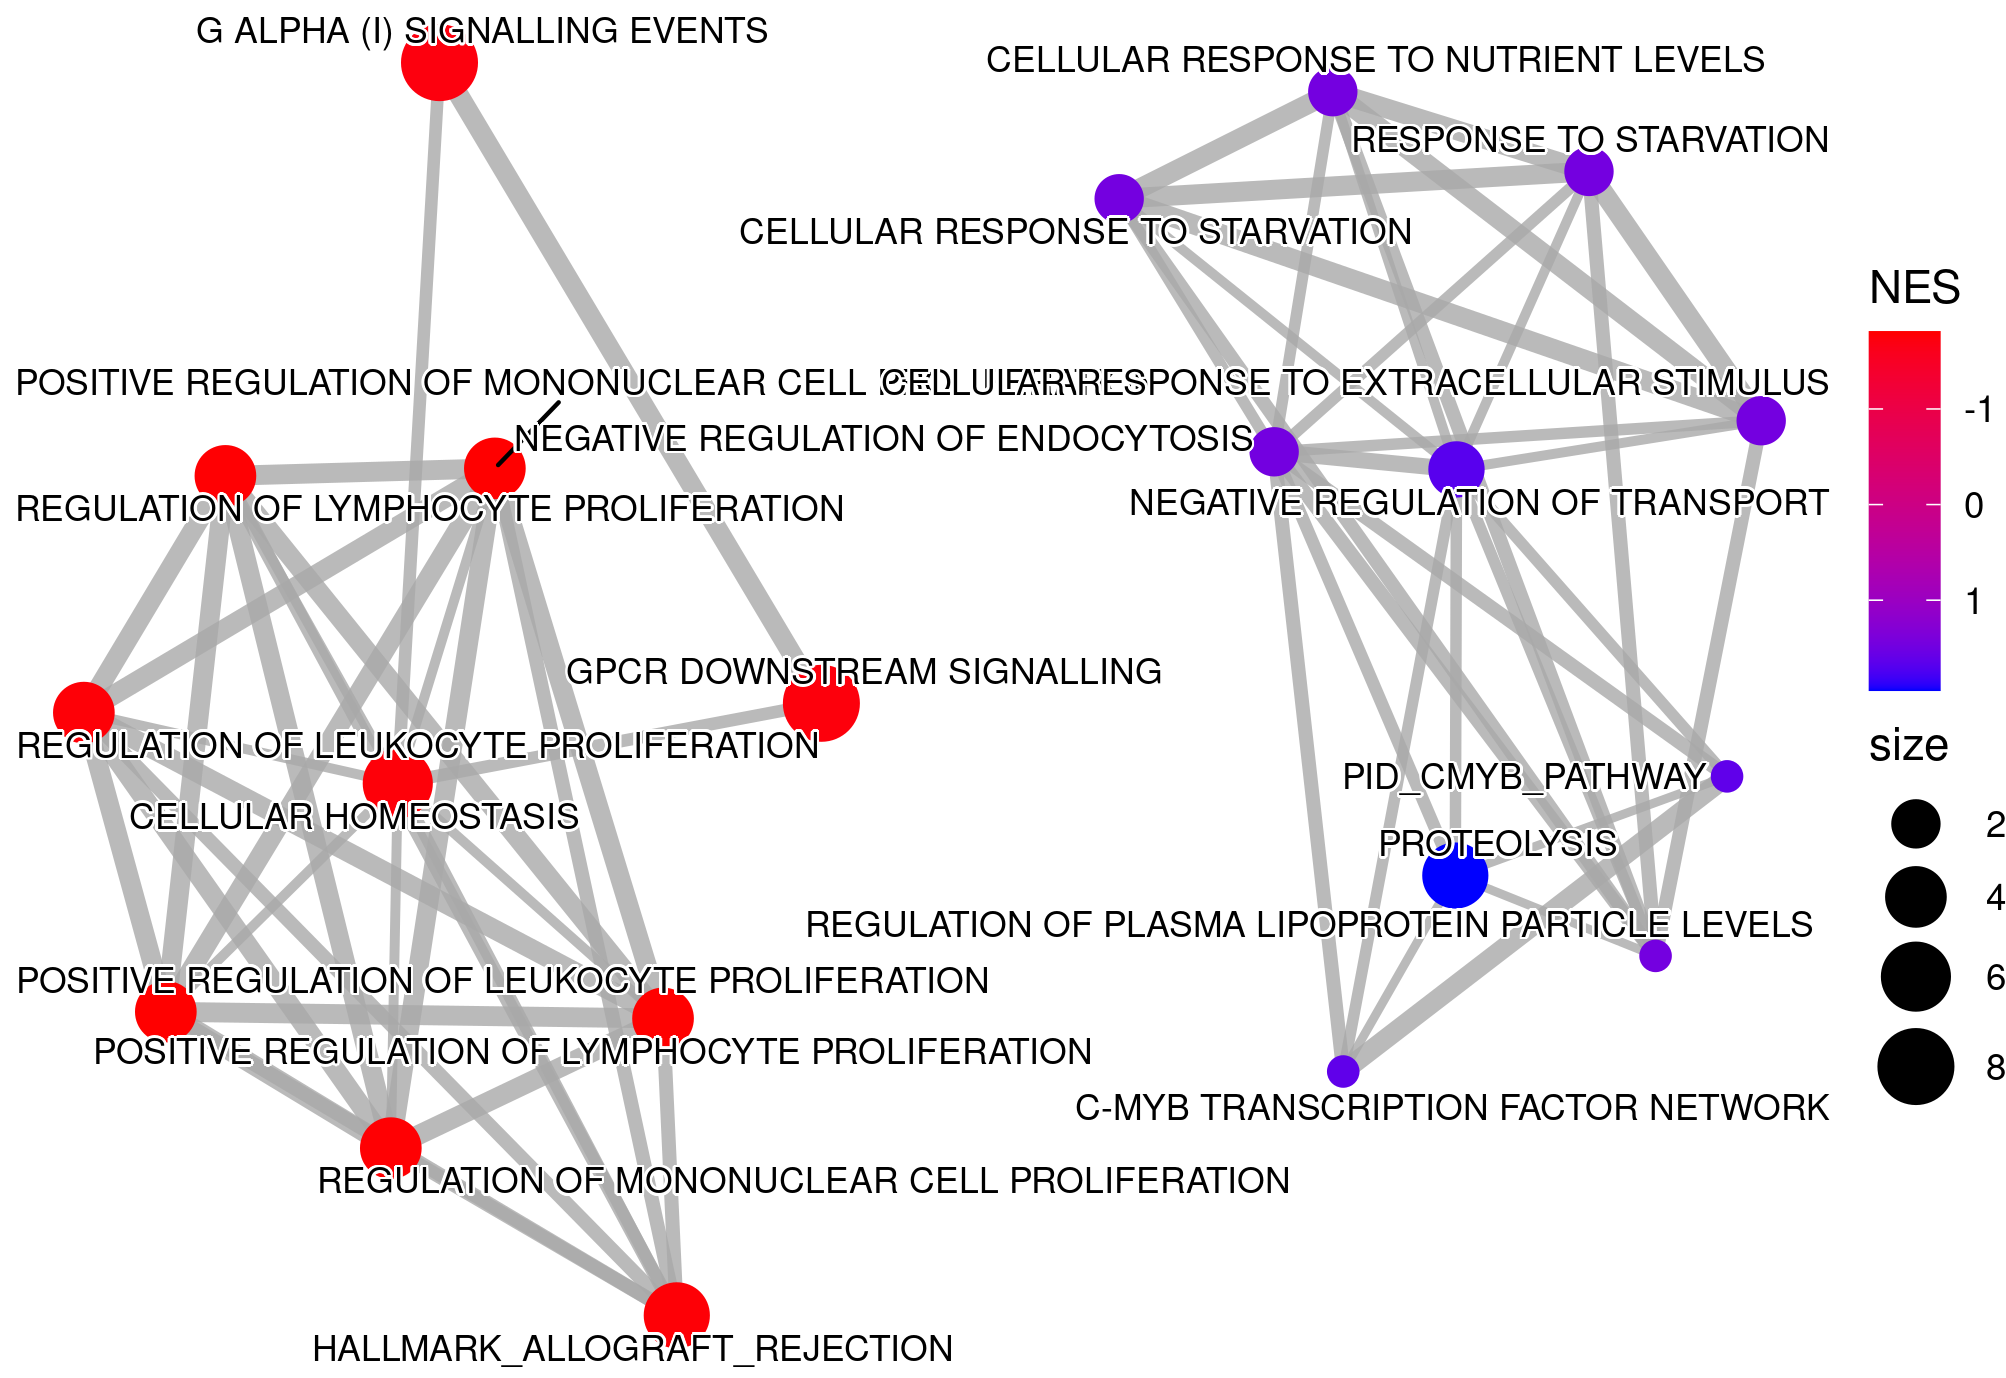 G ALPHA (I) SIGNALLING EVENTS
CELLULAR RESPONSE TO NUTRIENT LEVELS
RESPONSE TO STARVATION
CELLULAR RESPONSE TO STARVATION
NES
-1
0
1
POSITIVE REGULATION OF MONONUCLEAR CELL
CELLULAR RESPONSE TO EXTRACELLULAR STIMULUS
NEGATIVE REGULATION OF ENDOCYTOSIS
REGULATION OF LYMPHOCYTE PROLIFERATION
NEGATIVE REGULATION OF TRANSPORT
GPCR DOWNSTREAM SIGNALLING
REGULATION OF LEUKOCYTE PROLIFERATION
CELLULAR HOMEOSTASIS
PID_CMYB_PATHWAY
PROTEOLYSIS
REGULATION OF PLASMA LIPOPROTEIN PARTICLE LEVELS
POSITIVE REGULATION OF LEUKOCYTE PROLIFERATION
POSITIVE REGULATION OF LYMPHOCYTE PROLIFERATION
C-MYB TRANSCRIPTION FACTOR NETWORK
REGULATION OF MONONUCLEAR CELL PROLIFERATION
HALLMARK_ALLOGRAFT_REJECTION
size
2
4
6
8